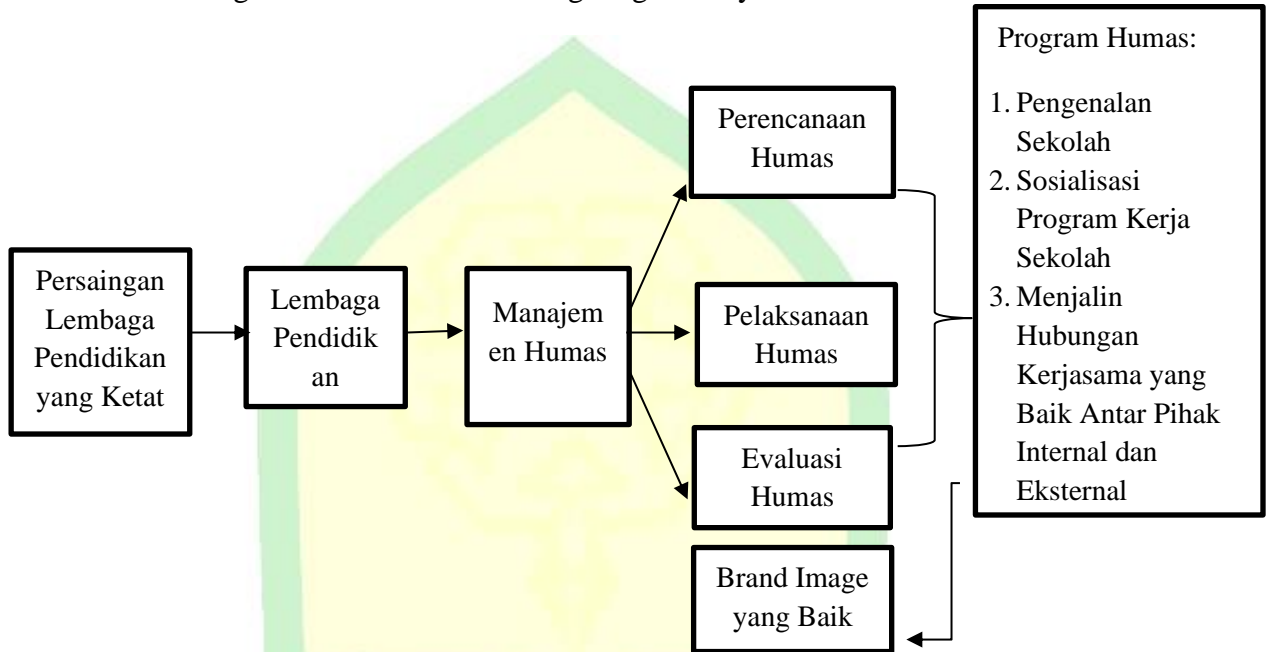 Persaingan
Lembaga
Pendidikan
yang Ketat
Lembaga
Pendidik
an
Manajem
en Humas
Perencanaan
Humas
Pelaksanaan
Humas
Evaluasi
Humas
Program Humas:
1. Pengenalan
Sekolah
2. Sosialisasi
Program Kerja
Sekolah
3. Menjalin
Hubungan
Kerjasama yang
Baik Antar Pihak
Internal dan
Eksternal
Brand Image
yang Baik